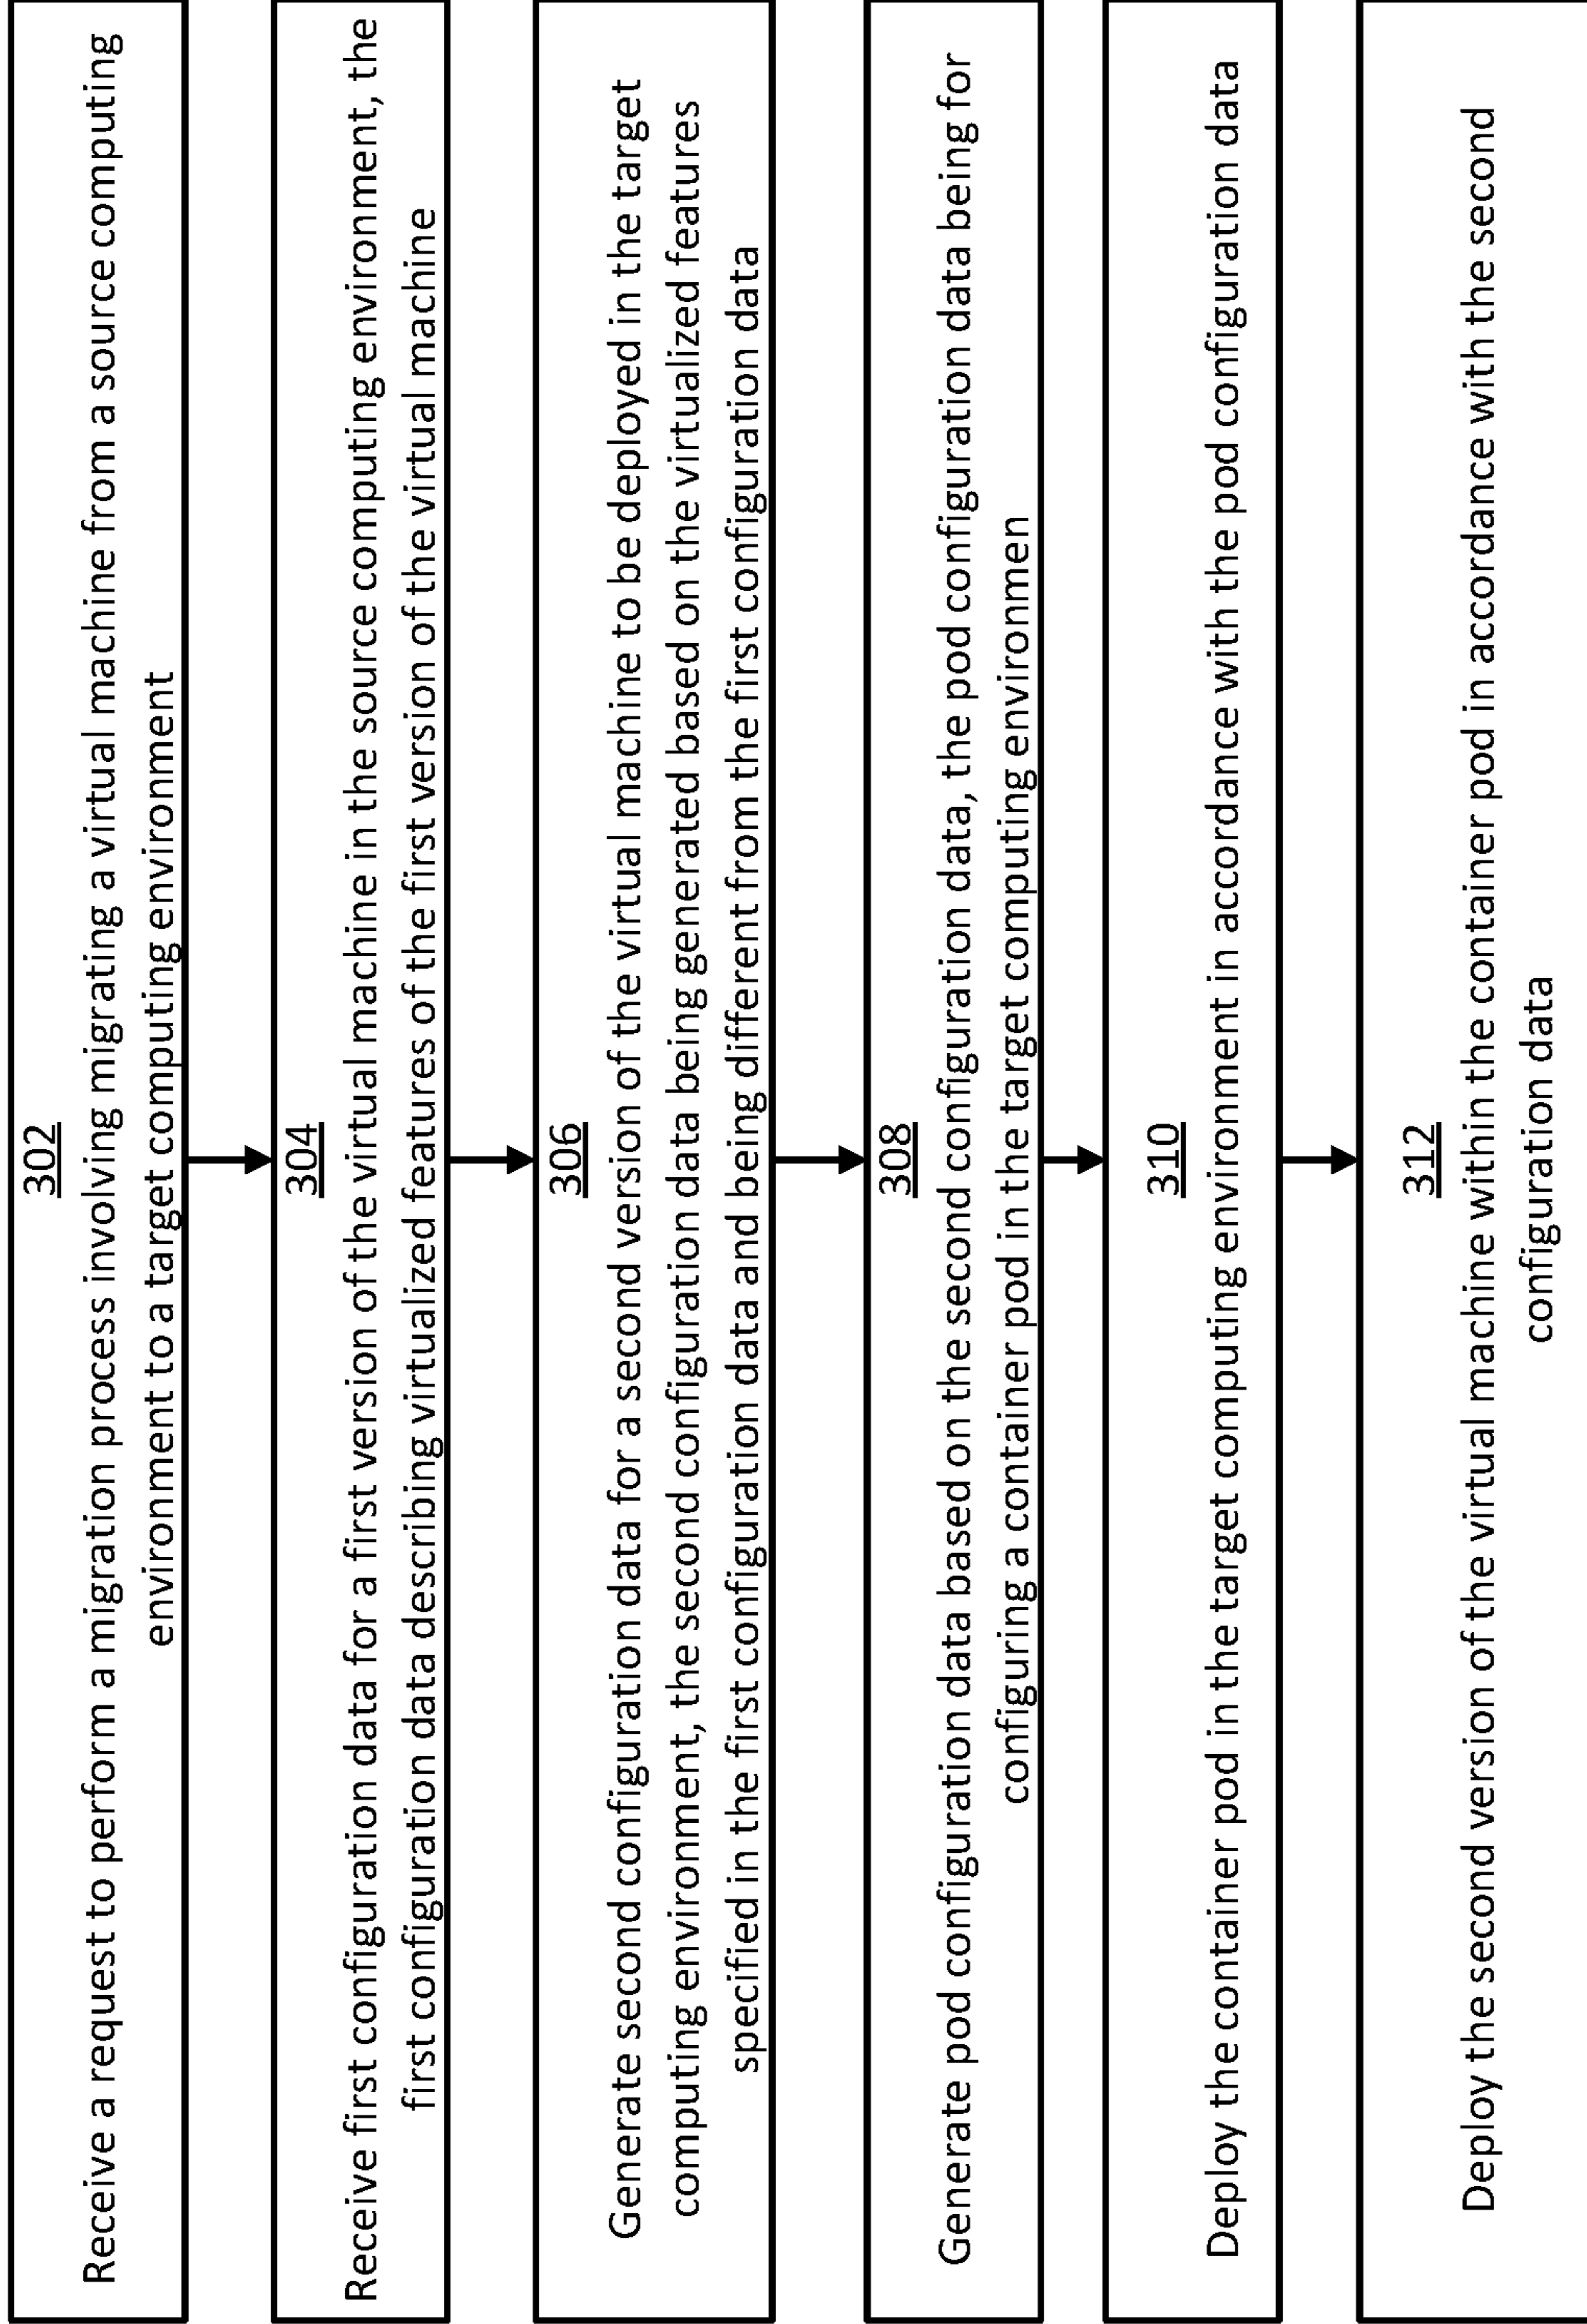 302
Receive a request to perform a migration process involving migrating a virtual machine from a source computing
environment to a target computing environment
304
Receive first configuration data for a first version of the virtual machine in the source computing environment, the
first configuration data describing virtualized features of the first version of the virtual machine
306
Generate second configuration data for a second version of the virtual machine to be deployed in the target
computing environment, the second configuration data being generated based on the virtualized features
specified in the first configuration data and being different from the first configuration data
308
Generate pod configuration data based on the second configuration data, the pod configuration data being for
configuring a container pod in the target computing environmen
310
Deploy the container pod in the target computing environment in accordance with the pod configuration data
312
Deploy the second version of the virtual machine within the container pod in accordance with the second
configuration data